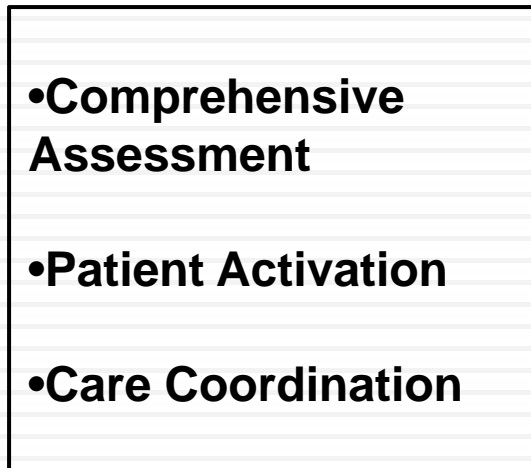 •Comprehensive
Assessment
•Patient Activation
•Care Coordination